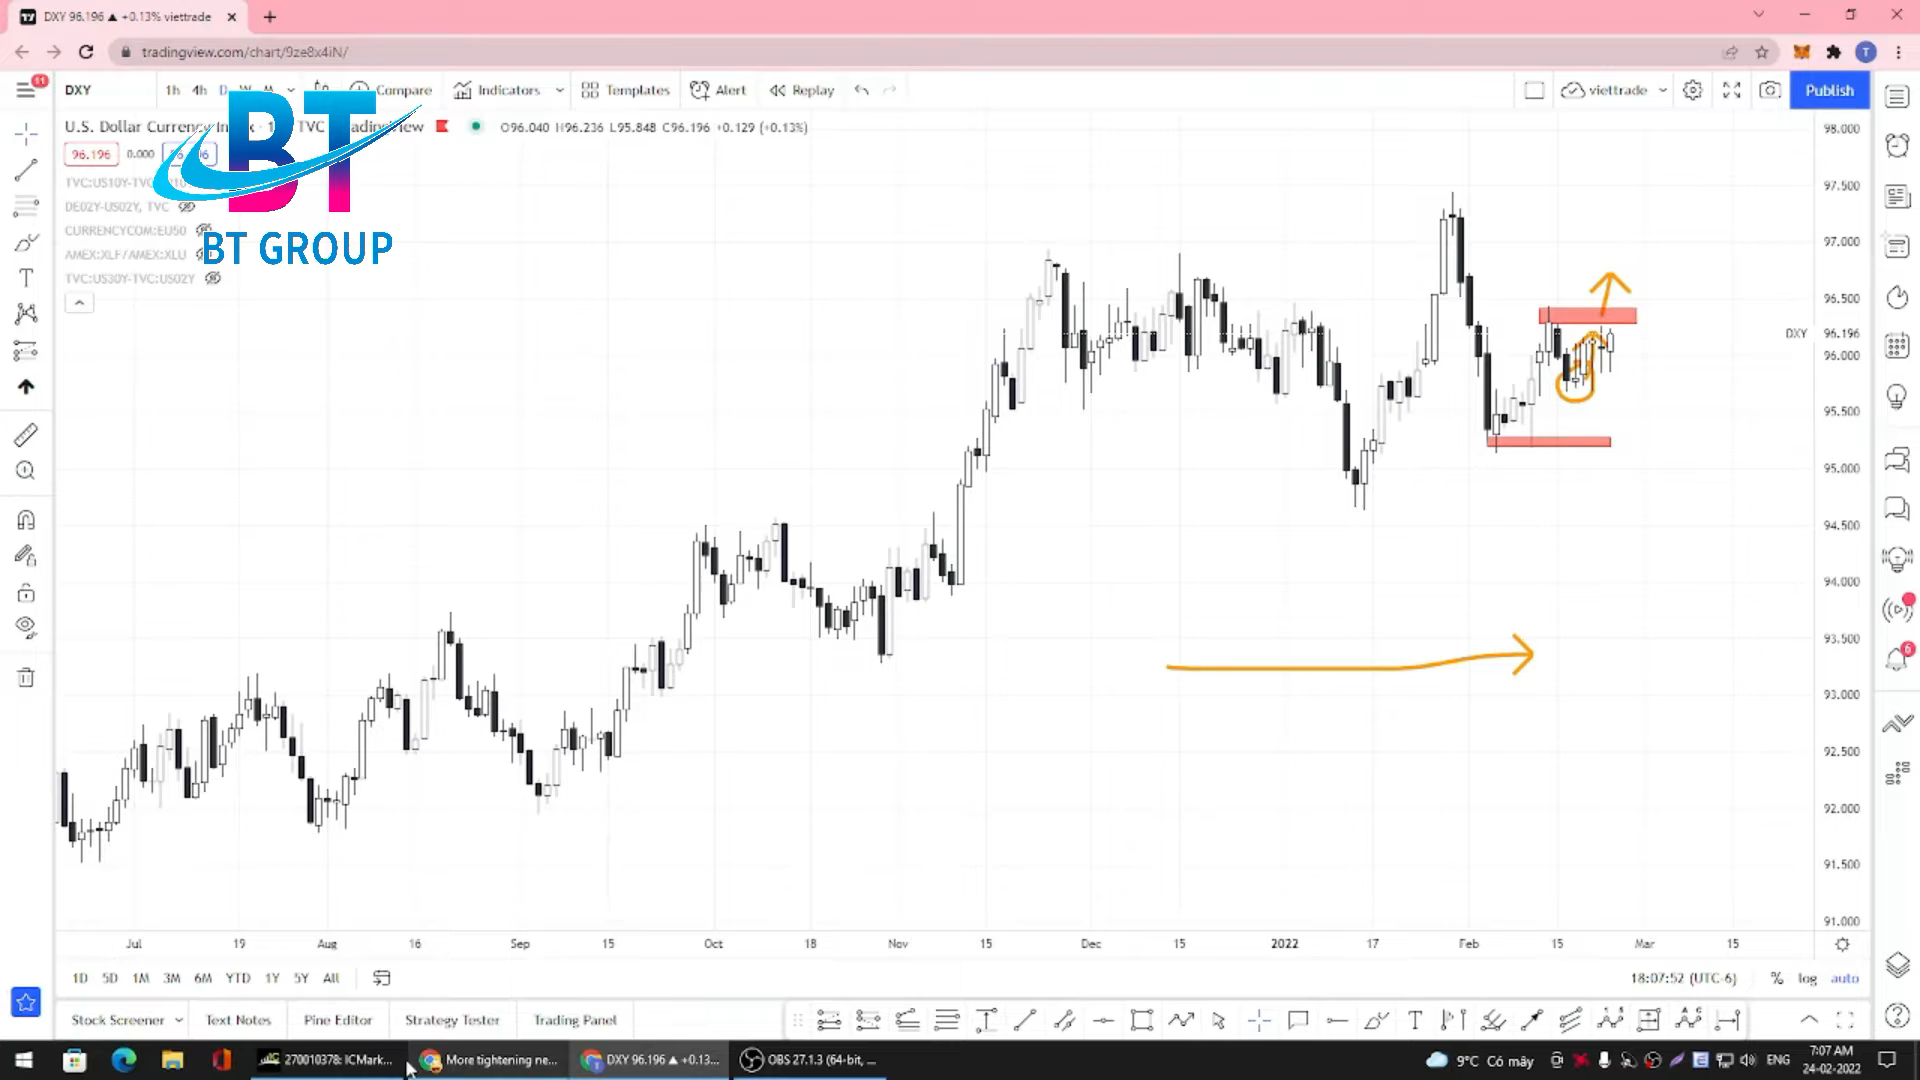 DXY 96.196 ▲ +0.13% viettrade
tradingview.com/chart/9ze8x4iN/
T
11
DXY
1h 4h D Compare Indicators Templates Alert Replay viettrade Publish
U.S. Dollar Currency TVC TradingView O96.040 H96.236 L95.848 C96.196 +0.129 (+0.13%)
96.196 0.000
TVC:US10Y-TVC
DE02Y-US02Y, TVC
CURRENCYCOM:EU50
AMEX:XLF/AMEX:XLU
TVC:US30Y-TVC:US02Y
BT
BT GROUP
98.000
97.500
97.000
96.500
DXY 96.196
96.000
95.500
95.000
94.500
94.000
93.500
93.000
92.500
92.000
91.500
91.000
6
Jul 19 Aug 16 Sep 15 Oct 18 Nov 15 Dec 15 2022 17 Feb 15 Mar 15
1D 5D 1M 3M 6M YTD 1Y 5Y All 18:07:52 (UTC-6) % log auto
Stock Screener Text Notes Pine Editor Strategy Tester Trading Panel
270010378: ICMark... More tightening ne... DXY 96.196 ▲ +0.13... OBS 27.1.3 (64-bit, ... 9°C Có mây ENG 7:07 AM
24-02-2022